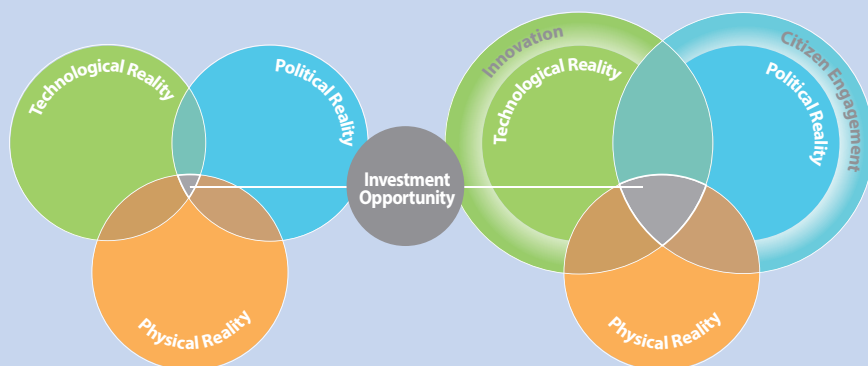 Technological Reality
Political Reality
Physical Reality
Investment
Opportunity
Innovation
Technological Reality
Citizen Engagement
Political Reality
Physical Reality